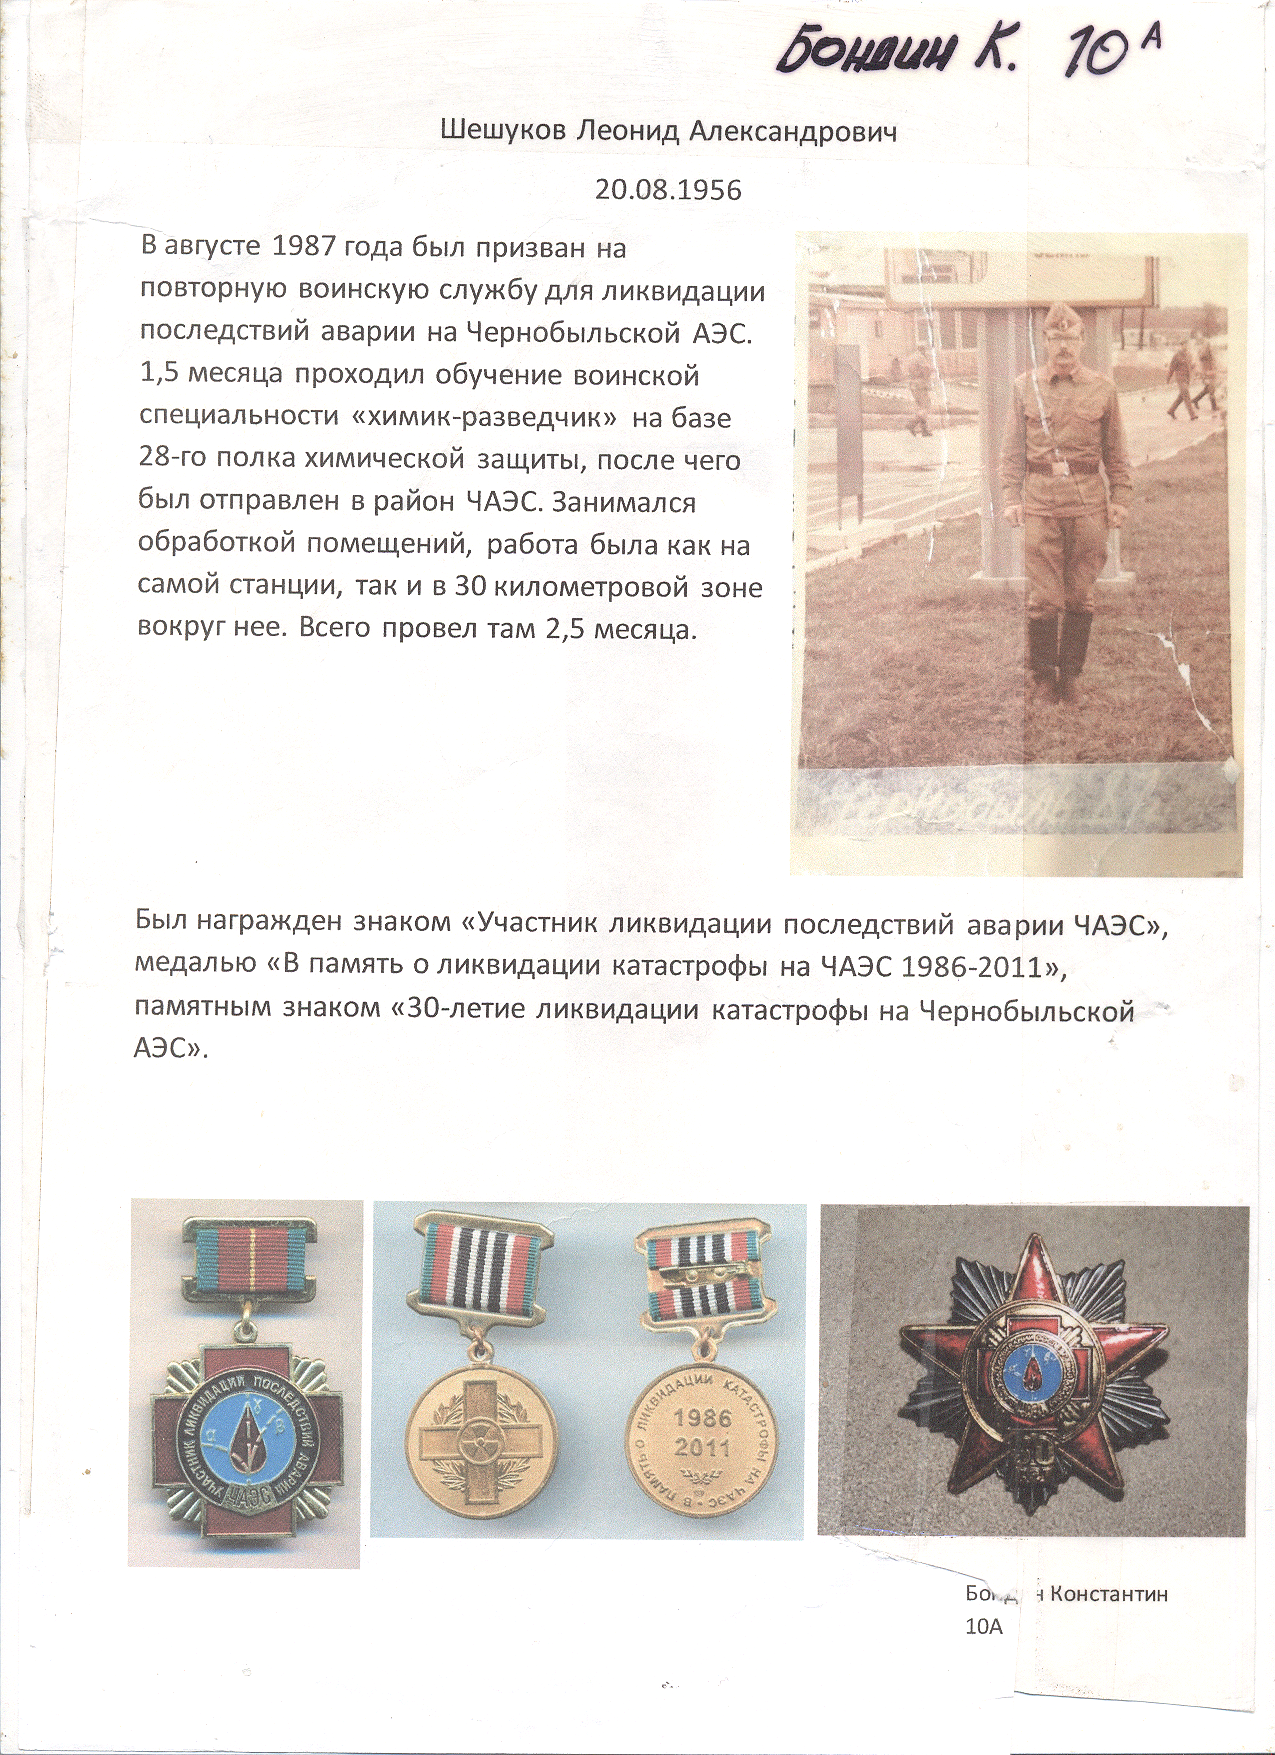 Бондин К. 10А
Шешуков Леонид Александрович
20.08.1956
В августе 1987 года был призван на
повторную воинскую службу для ликвидации
последствий аварии на Чернобыльской АЭС.
1,5 месяца проходил обучение воинской
специальности «химик-разведчик» на базе
28-го полка химической защиты, после чего
был отправлен в район ЧАЭС. Занимался
обработкой помещений, работа была как на
самой станции, так и в 30 километровой зоне
вокруг нее. Всего провел там 2,5 месяца.
Чернобыль
Был награжден знаком «Участник ликвидации последствий аварии ЧАЭС»,
медалью «В память о ликвидации катастрофы на ЧАЭС 1986-2011»,
памятным знаком «30-летие ликвидации катастрофы на Чернобыльской
АЭС».
УЧАСТНИК ЛИКВИДАЦИИ ПОСЛЕДСТВИЙ АВАРИИ
α γ β
ЧАЭС
В ПАМЯТЬ О ЛИКВИДАЦИИ КАТАСТРОФЫ НА ЧАЭС
1986
2011
30
Константин
10А